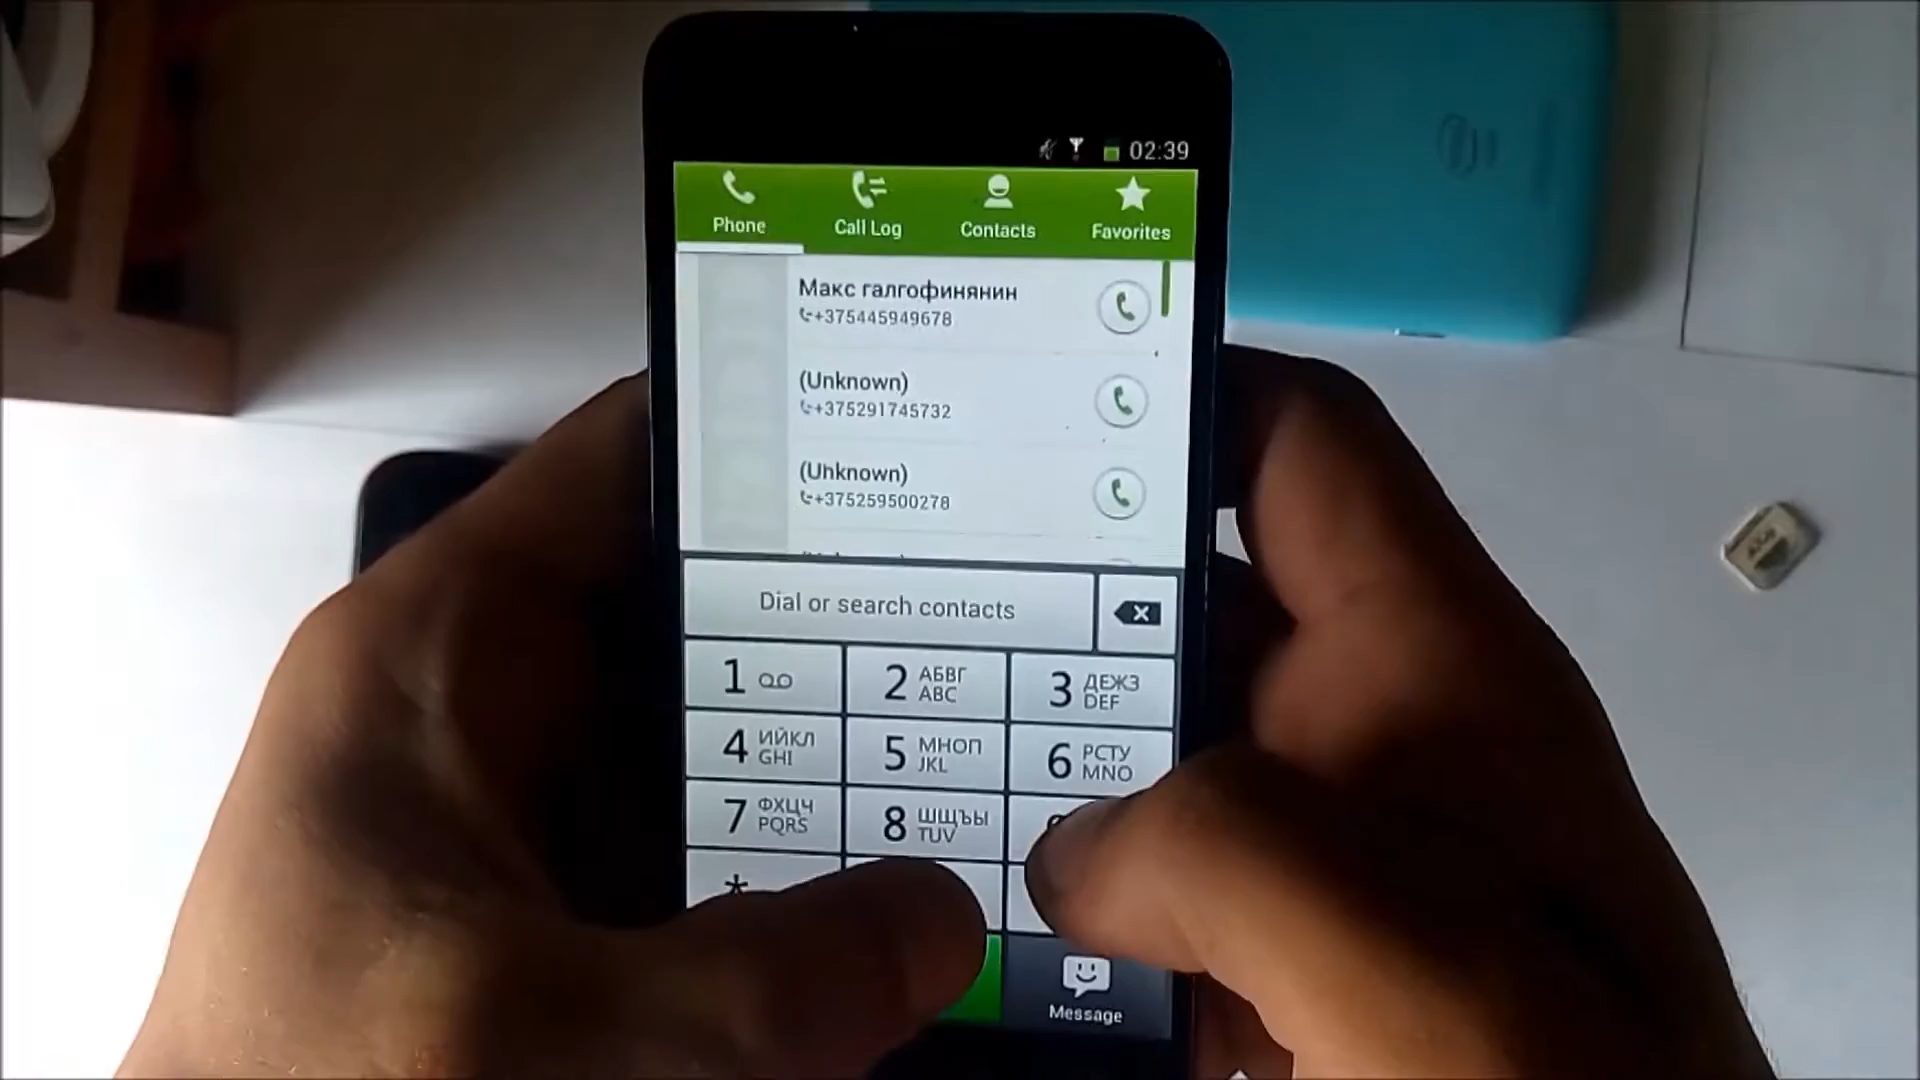 02:39
Phone
Call Log
Contacts
Favorites
Макс галгофинянин
+375445949678
(Unknown)
+375291745732
(Unknown)
+375259500278
Dial or search contacts
1
2 АБВГ
ABC
3 ДЕЖЗ
DEF
4 ИЙКЛ
GHI
5 МНОП
JKL
6 РСТУ
MNO
7 ФХЦЧ
PQRS
8 ШЩЪЫ
TUV
*
Message